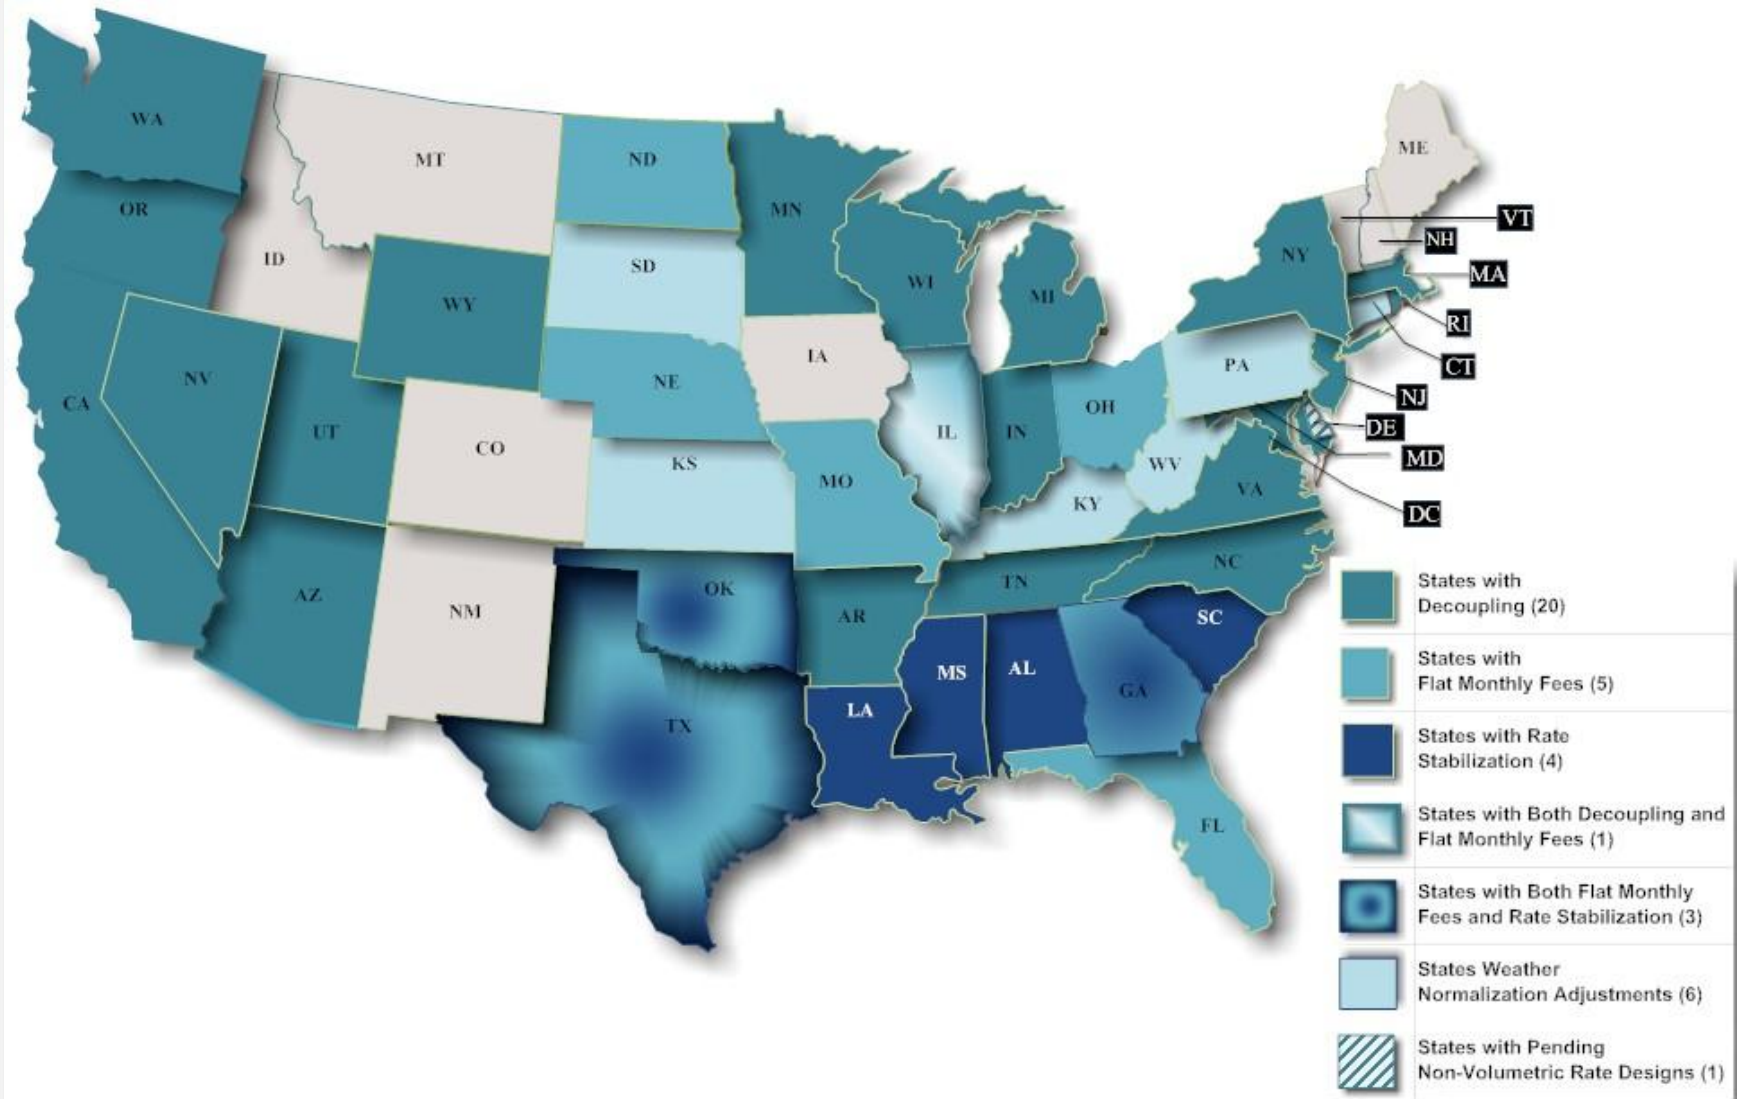 WA
MT
ND
MN
OR
ID
SD
WY
WI
MI
NY
ME
VT
NH
MA
RI
CT
NJ
DE
MD
DC
IA
PA
NV
NE
CA
UT
CO
KS
IL
IN
OH
MO
WV
KY
VA
AZ
NM
OK
AR
TN
NC
SC
MS
AL
GA
LA
TX
FL
States with
Decoupling (20)
States with
Flat Monthly Fees (5)
States with Rate
Stabilization (4)
States with Both Decoupling and
Flat Monthly Fees (1)
States with Both Flat Monthly
Fees and Rate Stabilization (3)
States Weather
Normalization Adjustments (6)
States with Pending
Non-Volumetric Rate Designs (1)